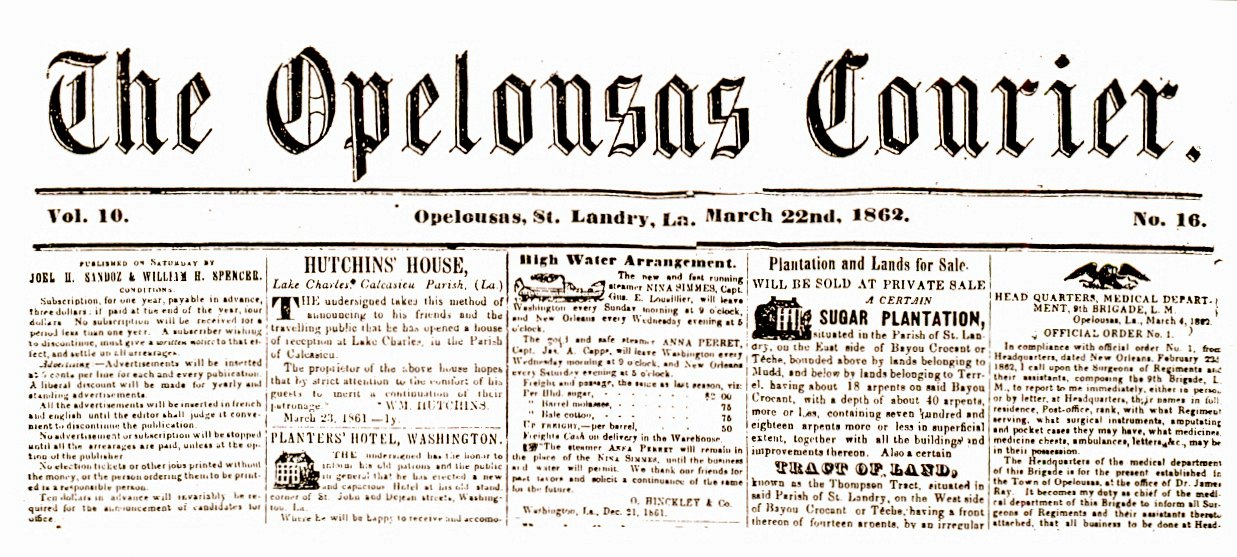 The Opelousas Courier.
Vol. 10.
Opelousas, St. Landry, La. March 22nd, 1862.
No. 16.
PUBLISHED ON SATURDAY BY
JOEL H. SANDOZ & WILLIAM H. SPENCER.
CONDITIONS.
Subscription, for one year, payable in advance,
three dollars: if paid at the end of the year, four
dollars. No subscription will be received for a
period less than one year. A subscriber wishing
to discontinue, must give a written notice to that ef-
fect, and settle on all arrearages.
Advertising—Advertisements will be inserted
at 5 cents per line for each and every publication.
A liberal discount will be made for yearly and
standing advertisements.
All the advertisements will be inserted in french
and english until the editor shall judge it conve-
nient to discontinue the publication.
No advertisement or subscription will be stopped
until all the arrearages are paid, unless at the op-
tion of the publisher
No election tickets or other jobs printed without
the money, or the person ordering them to be print-
ed is a responsible person.
Ten dollars in advance will invariably be re-
quired for the announcement of candidates for
office.
HUTCHINS' HOUSE,
Lake Charles, Calcasieu Parish, (La.)
THE undersigned takes this method of
announcing to his friends and the
travelling public that he has opened a house
of reception at Lake Charles, in the Parish
of Calcasieu.
The proprietor of the above house hopes
that by strict attention to the comfort of his
guests to merit a continuation of their
patronage. WM. HUTCHINS.
March 23, 1861—1y.
PLANTERS' HOTEL, WASHINGTON.
THE undersigned has the honor to
inform his old patrons and the public
in general that he has erected a new
and capacious Hotel at his old stand
corner of St. John and Dejean streets, Washing-
ton, La.
Where he will be happy to receive and accomo-
High Water Arrangement.
The new and fast running
steamer NINA SIMMES, Capt.
Gus. E. Louaillier, will leave
Washington every Sunday morning at 9 o'clock,
and New Orleans every Wednesday evening at 5
o'clock.
The good and safe steamer ANNA PERRET,
Capt. Jas. A. Capps, will leave Washington every
Wednesday morning at 9 o'clock, and New Orleans
every Saturday evening at 5 o'clock.
Freight and passage, the same as last season, viz:
Per Bbd. sugar, $2 00
" Barrel molasses, 75
" Bale cotton, 75
UP FREIGHT,—per barrel, 50
Freights Cash on delivery in the Warehouse.
The steamer ANNA PERRET will remain in
the place of the NINA SIMMES, until the business
and water will permit. We thank our friends for
past favors and solicit a continuance of the same
for the future.
O. HINCKLEY & Co.
Washington, La., Dec. 21, 1861.
Plantation and Lands for Sale.
WILL BE SOLD AT PRIVATE SALE
A CERTAIN
SUGAR PLANTATION,
situated in the Parish of St. Lan-
dry, on the East side of Bayou Crocant or
Têche, bounded above by lands belonging to
Mudd, and below by lands belonging to Terr-
el, having about 18 arpents on said Bayou
Crocant, with a depth of about 40 arpents,
more or less, containing seven hundred and
eighteen arpents more or less in superficial
extent, together with all the buildings and
improvements thereon. Also a certain
TRACT OF LAND,
known as the Thompson Tract, situated in
said Parish of St. Landry, on the West side
of Bayou Crocant or Têche, having a front
thereon of fourteen arpents, by an irregular
HEAD QUARTERS, MEDICAL DEPART-
MENT, 9th BRIGADE, L. M.
Opelousas, La., March 4, 1862.
OFFICIAL ORDER No. 1.
In compliance with official order No. 1, from
Headquarters, dated New Orleans, February 22d
1862, I call upon the Surgeons of Regiments and
their assistants, composing the 9th Brigade, L.
M., to report to me immediately, either in person
or by letter, at Headquarters, their names in full
residence, Post-office, rank, with what Regiment
serving, what surgical instruments, amputating
and pocket cases they may have, what medicines
medicine chests, ambulances, letters, &c., may be
in their possession.
The Headquarters of the medical department
of this Brigade is for the present established in
the Town of Opelousas, at the office of Dr. James
Ray. It becomes my duty as chief of the medi-
cal department of this Brigade to inform all Sur-
geons of Regiments and their assistants thereto
attached, that all business to be done at Head-